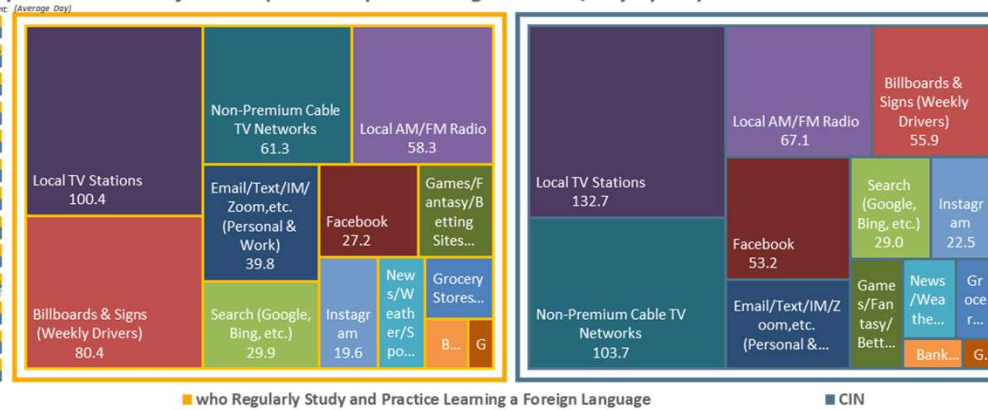 (Average Day)
Local TV Stations
100.4
Non-Premium Cable
TV Networks
61.3
Local AM/FM Radio
58.3
Billboards & Signs
(Weekly Drivers)
80.4
Email/Text/IM/
Zoom,etc.
(Personal &
Work)
39.8
Facebook
27.2
Games/F
antasy/B
etting
Sites...
Search (Google,
Bing, etc.)
29.9
Instagr
am
19.6
New
s/W
eath
er/S
po...
Grocery
Stores...
B...
G
Local TV Stations
132.7
Non-Premium Cable TV
Networks
103.7
Local AM/FM Radio
67.1
Billboards &
Signs (Weekly
Drivers)
55.9
Facebook
53.2
Search
(Google,
Bing, etc.)
29.0
Instagr
am
22.5
Email/Text/IM/Z
oom,etc.
(Personal &...
Game
s/Fan
tasy/
Bett...
News
/Wea
the...
Gr
oce
r...
Bank...
G.
who Regularly Study and Practice Learning a Foreign Language
CIN